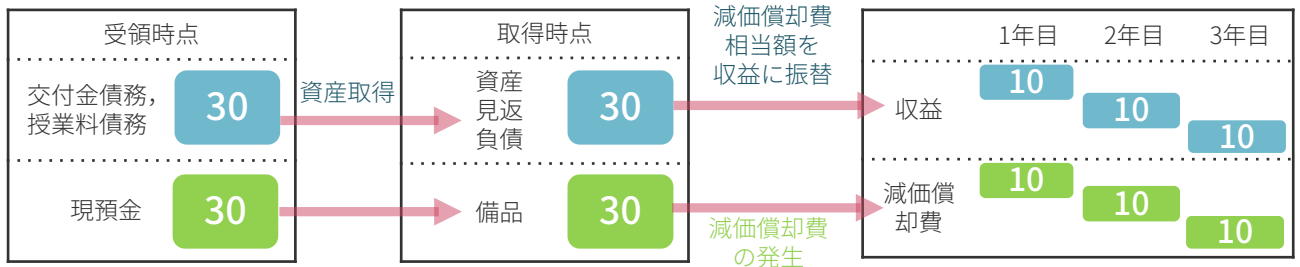 受領時点
交付金債務，
授業料債務
30
現預金
30
資産取得
取得時点
資産
見返
負債
30
備品
30
減価償却費
相当額を
収益に振替
減価償却費
の発生
1年目 2年目 3年目
収益
10
10
10
減価償
却費
10
10
10